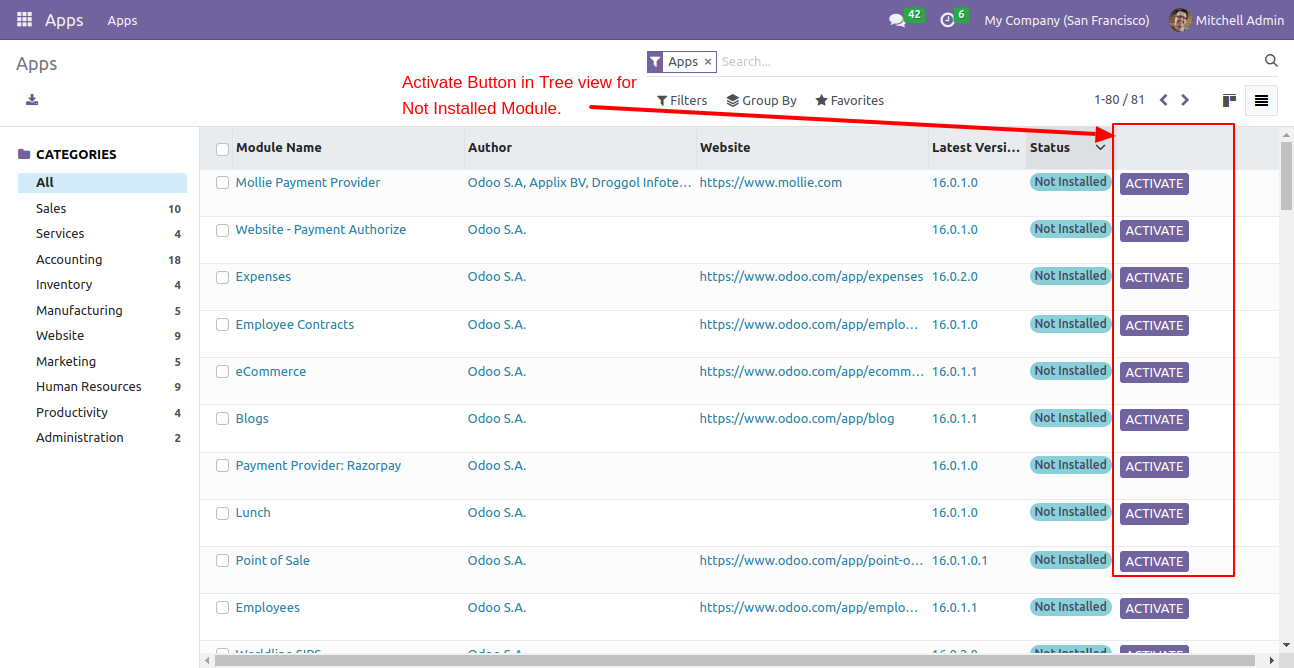 Apps Apps 42 6 My Company (San Francisco) Mitchell Admin
Apps
Apps × Search...
Activate Button in Tree view for
Not Installed Module.
Filters Group By Favorites 1-80 / 81
CATEGORIES
All
Sales 10
Services 4
Accounting 18
Inventory 4
Manufacturing 5
Website 9
Marketing 5
Human Resources 9
Productivity 4
Administration 2
Module Name Author Website Latest Versi... Status
Mollie Payment Provider Odoo S.A, Applix BV, Droggol Infote... https://www.mollie.com 16.0.1.0 Not Installed ACTIVATE
Website - Payment Authorize Odoo S.A. 16.0.1.0 Not Installed ACTIVATE
Expenses Odoo S.A. https://www.odoo.com/app/expenses 16.0.2.0 Not Installed ACTIVATE
Employee Contracts Odoo S.A. https://www.odoo.com/app/emplo... 16.0.1.0 Not Installed ACTIVATE
eCommerce Odoo S.A. https://www.odoo.com/app/ecomm... 16.0.1.1 Not Installed ACTIVATE
Blogs Odoo S.A. https://www.odoo.com/app/blog 16.0.1.1 Not Installed ACTIVATE
Payment Provider: Razorpay Odoo S.A. 16.0.1.0 Not Installed ACTIVATE
Lunch Odoo S.A. 16.0.1.0 Not Installed ACTIVATE
Point of Sale Odoo S.A. https://www.odoo.com/app/point-o... 16.0.1.0.1 Not Installed ACTIVATE
Employees Odoo S.A. https://www.odoo.com/app/emplo... 16.0.1.1 Not Installed ACTIVATE